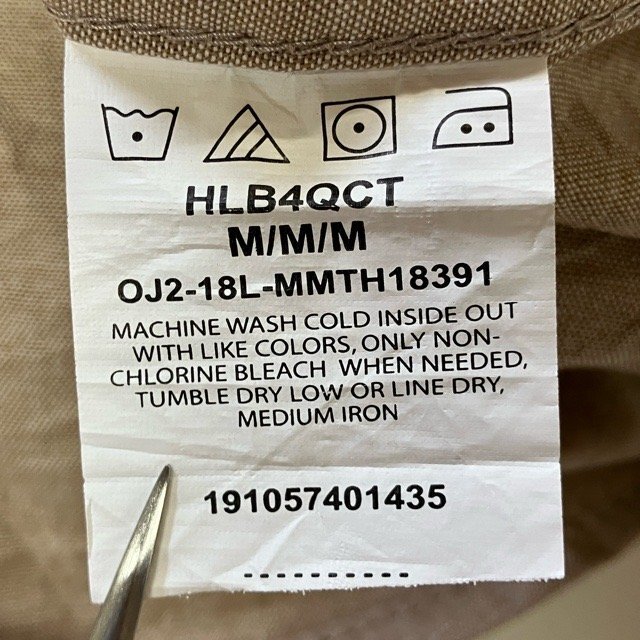 HLB4QCT
M/M/M
OJ2-18L-MMTH18391
MACHINE WASH COLD INSIDE OUT
WITH LIKE COLORS, ONLY NON-
CHLORINE BLEACH WHEN NEEDED,
TUMBLE DRY LOW OR LINE DRY,
MEDIUM IRON
191057401435